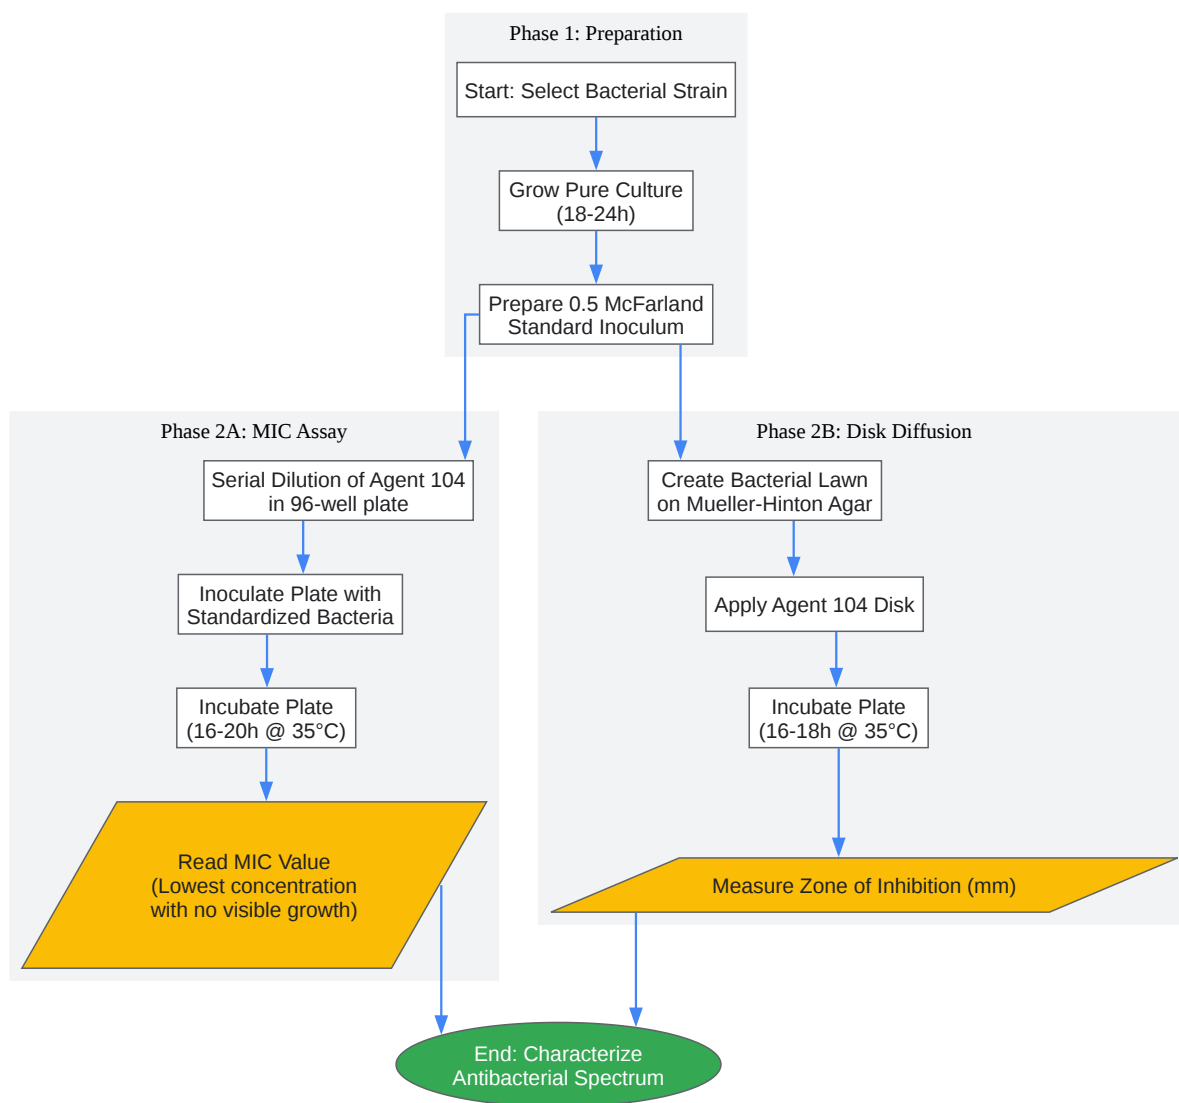 Phase 1: Preparation
Start: Select Bacterial Strain
Grow Pure Culture
(18-24h)
Prepare 0.5 McFarland
Standard Inoculum
Phase 2A: MIC Assay
Serial Dilution of Agent 104
in 96-well plate
Inoculate Plate with
Standardized Bacteria
Incubate Plate
(16-20h @ 35°C)
Read MIC Value
(Lowest concentration
with no visible growth)
Phase 2B: Disk Diffusion
Create Bacterial Lawn
on Mueller-Hinton Agar
Apply Agent 104 Disk
Incubate Plate
(16-18h @ 35°C)
Measure Zone of Inhibition (mm)
End: Characterize
Antibacterial Spectrum